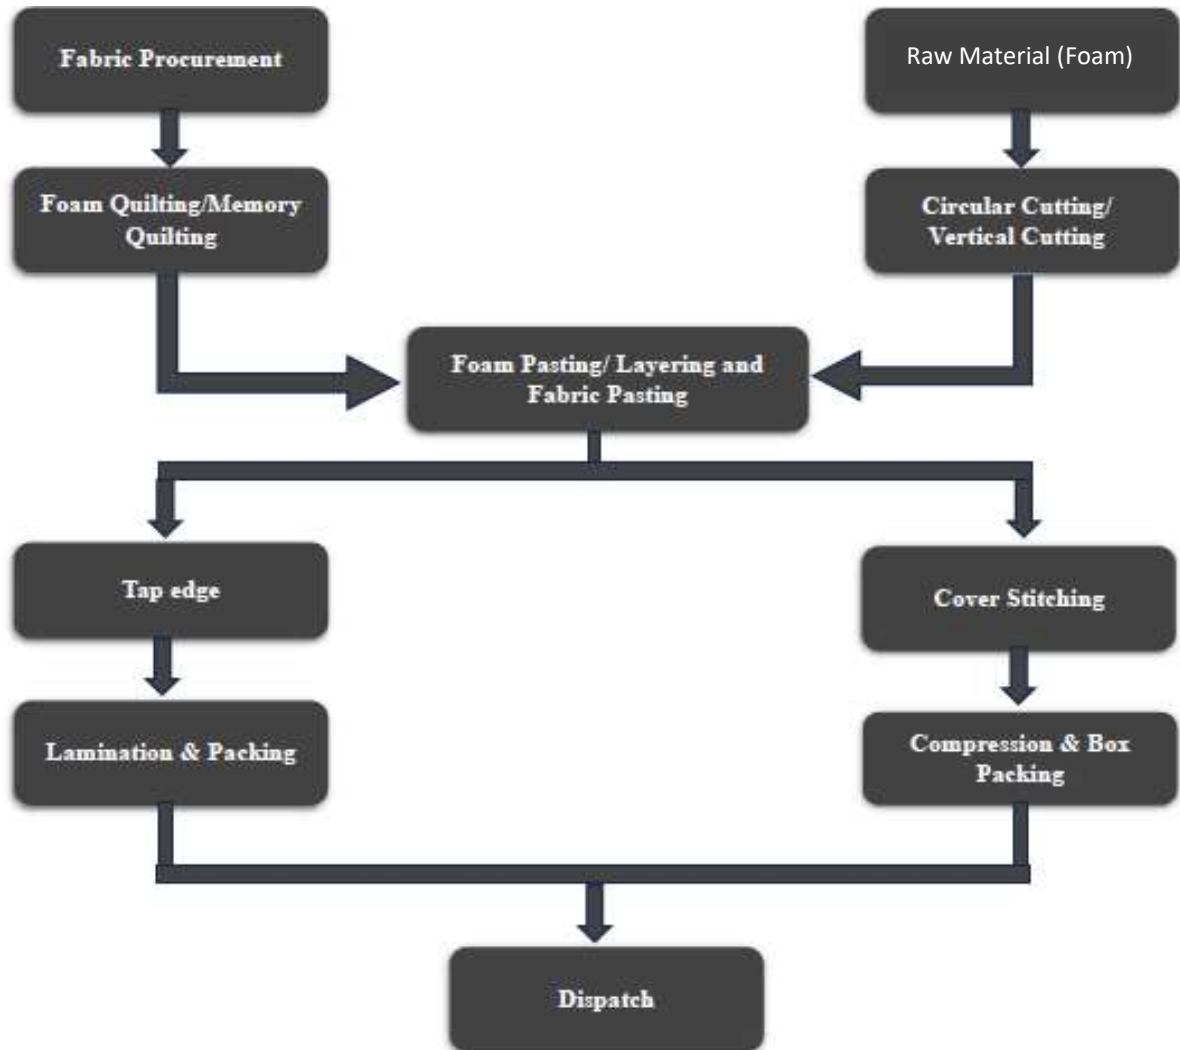 Fabric Procurement
Raw Material (Foam)
Foam Quilting/Memory
Quilting
Circular Cutting/
Vertical Cutting
Foam Pasting/ Layering and
Fabric Pasting
Tap edge
Cover Stitching
Lamination & Packing
Compression & Box
Packing
Dispatch